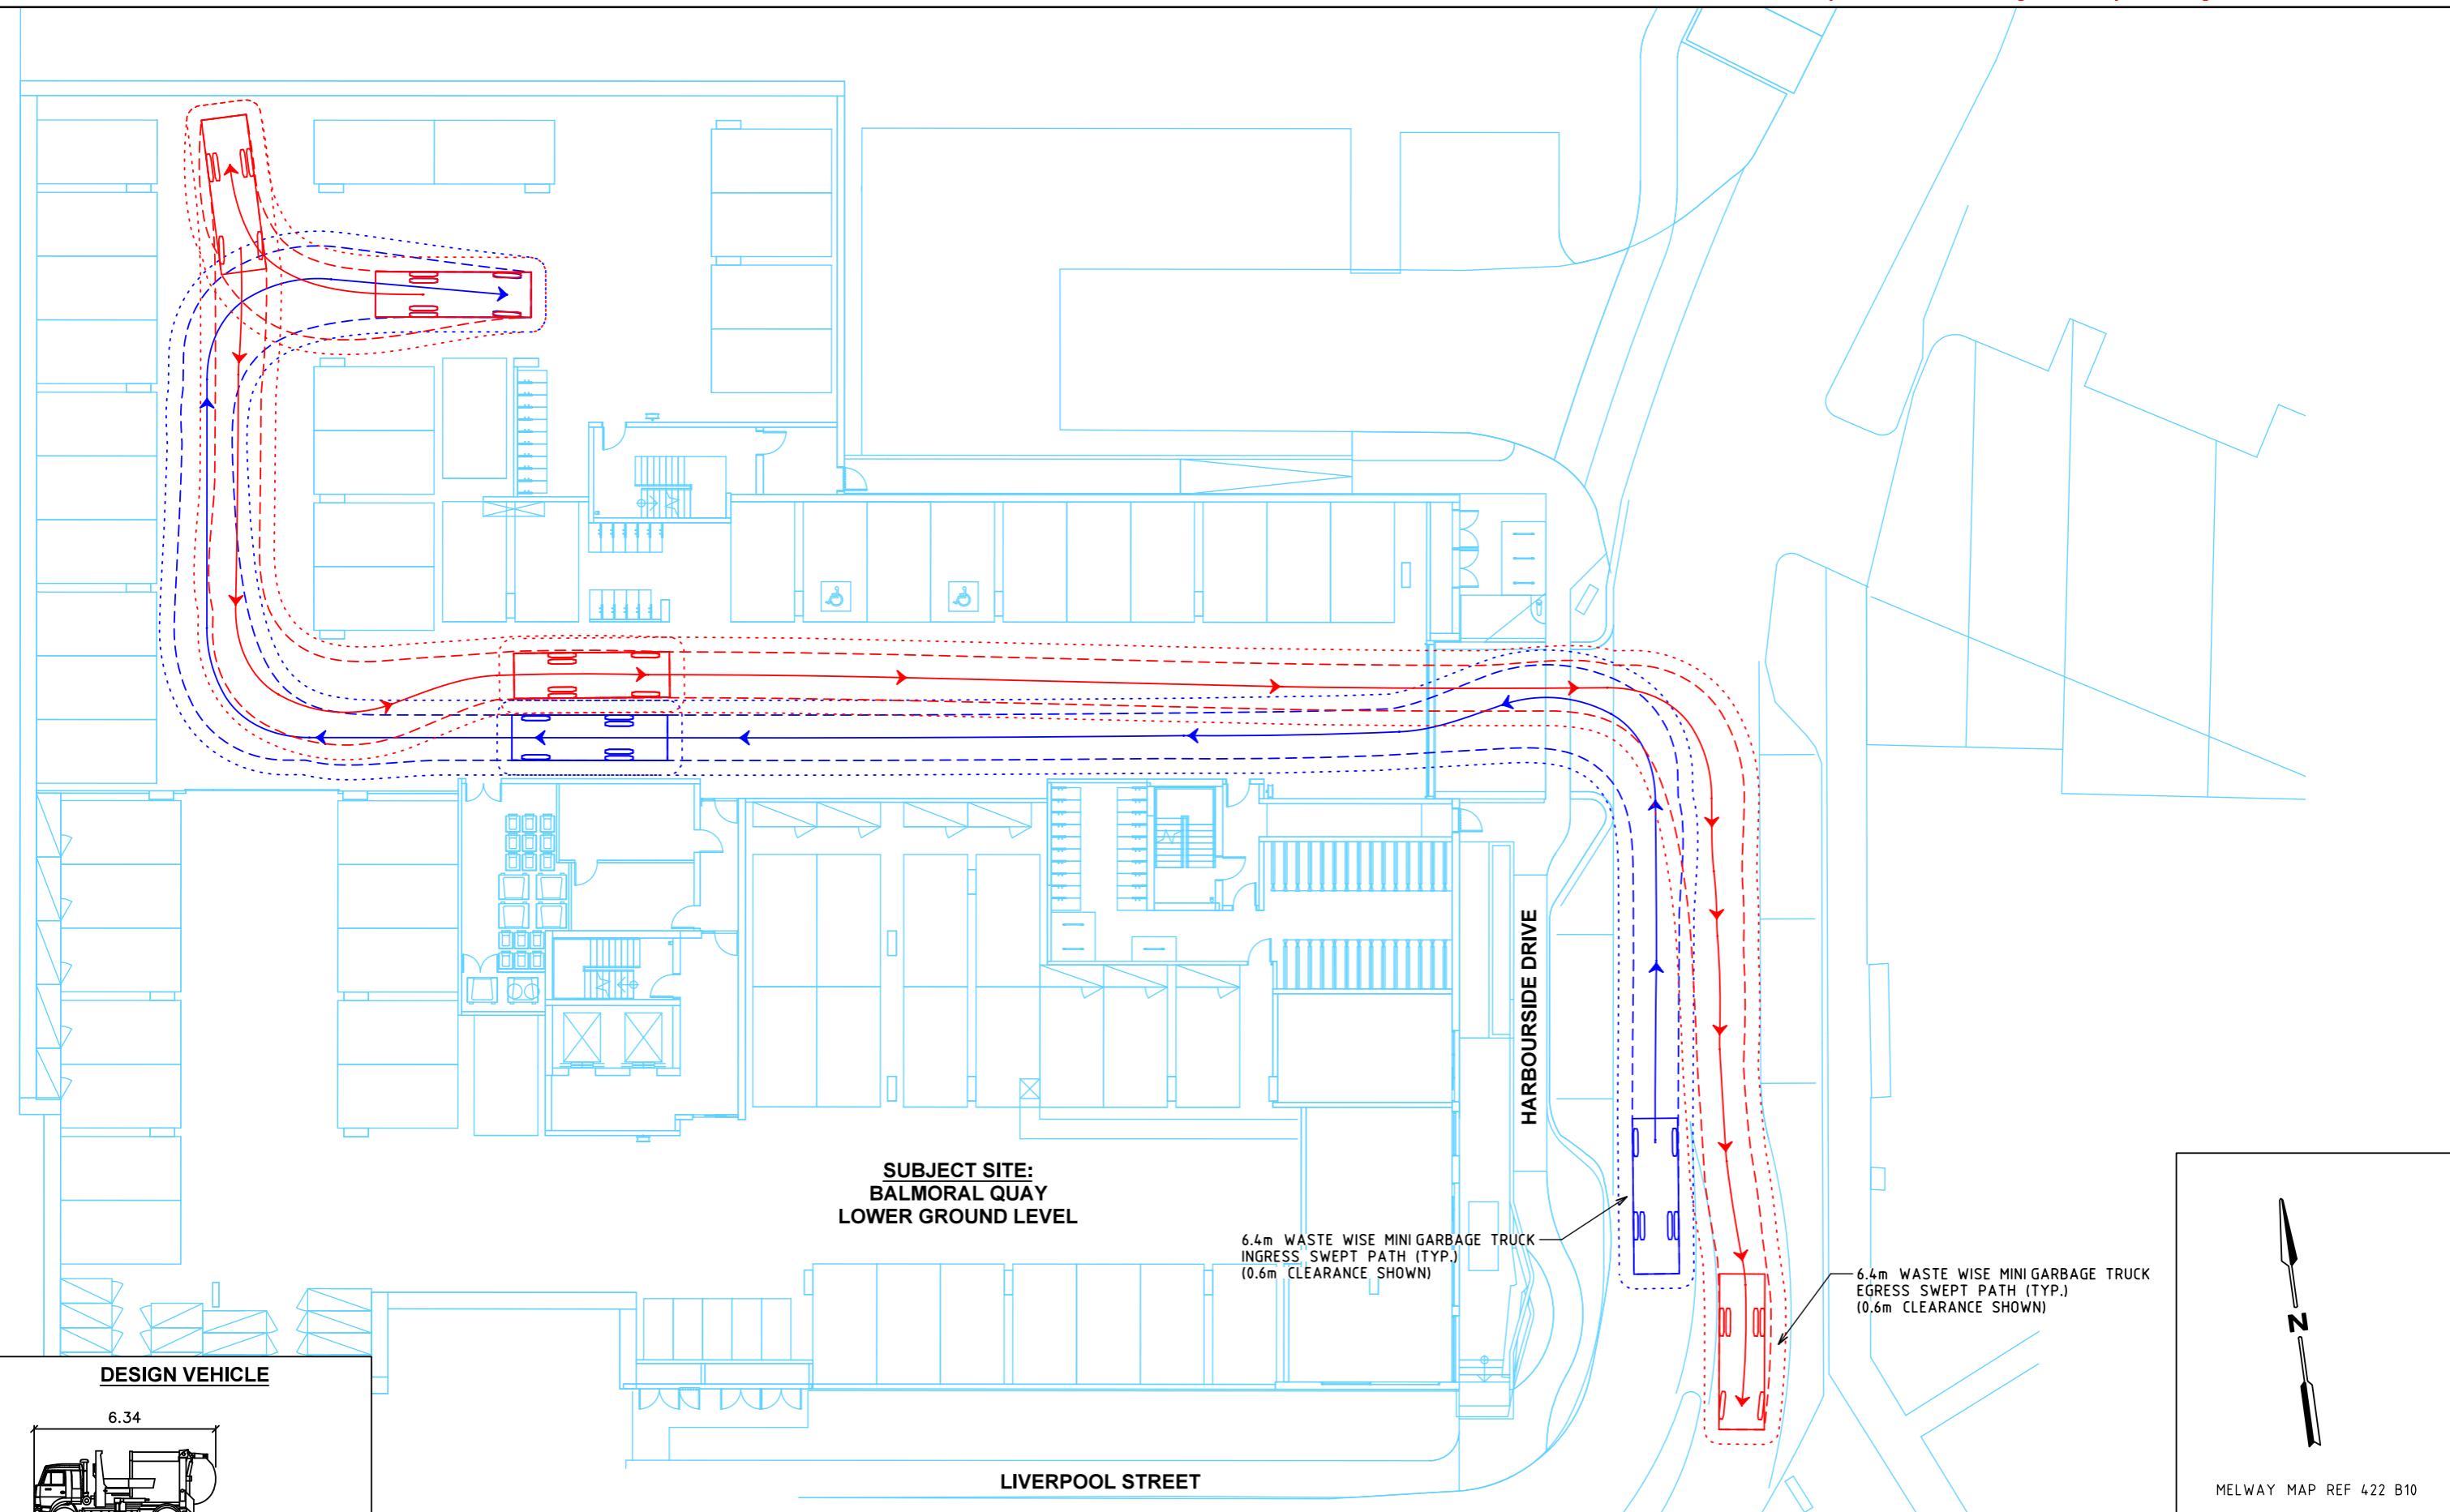 HARBOURSIDE DRIVE
SUBJECT SITE:
BALMORAL QUAY
LOWER GROUND LEVEL
6.4m WASTE WISE MINI GARBAGE TRUCK
INGRESS SWEPT PATH (TYP.)
(0.6m CLEARANCE SHOWN)
6.4m WASTE WISE MINI GARBAGE TRUCK
EGRESS SWEPT PATH (TYP.)
(0.6m CLEARANCE SHOWN)
N
DESIGN VEHICLE
6.34
LIVERPOOL STREET
MELWAY MAP REF 422 B10